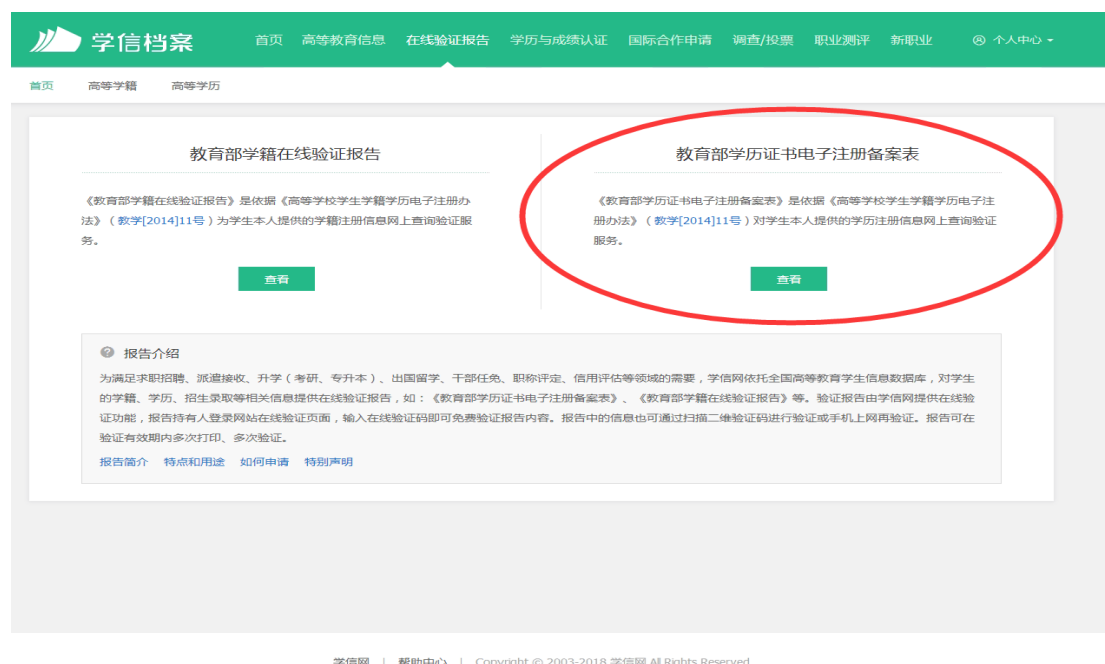 学信档案 首页 高等教育信息 在线验证报告 学历与成绩认证 国际合作申请 调查/投票 职业测评 新职业 个人中心
首页 高等学籍 高等学历
教育部学籍在线验证报告
《教育部学籍在线验证报告》是依据《高等学校学生学籍学历电子注册办
法》（教学[2014]11号）为学生本人提供的学籍注册信息网上查询验证服
务。
查看
教育部学历证书电子注册备案表
《教育部学历证书电子注册备案表》是依据《高等学校学生学籍学历电子注
册办法》（教学[2014]11号）对学生本人提供的学历注册信息网上查询验证
服务。
查看
? 报告介绍
为满足求职招聘、派遣接收、升学（考研、专升本）、出国留学、干部任免、职称评定、信用评估等领域的需要，学信网依托全国高等教育学生信息数据库，对学生
的学籍、学历、招生录取等相关信息提供在线验证报告，如：《教育部学历证书电子注册备案表》、《教育部学籍在线验证报告》等。验证报告由学信网提供在线验
证功能，报告持有人登录网站在线验证页面，输入在线验证码即可免费验证报告内容。报告中的信息也可通过扫描二维验证码进行验证或手机上网再验证。报告可在
验证有效期内多次打印、多次验证。
报告简介 特点和用途 如何申请 特别声明
学信网 | 帮助中心 | Copyright © 2003-2018 学信网 All Rights Reserved